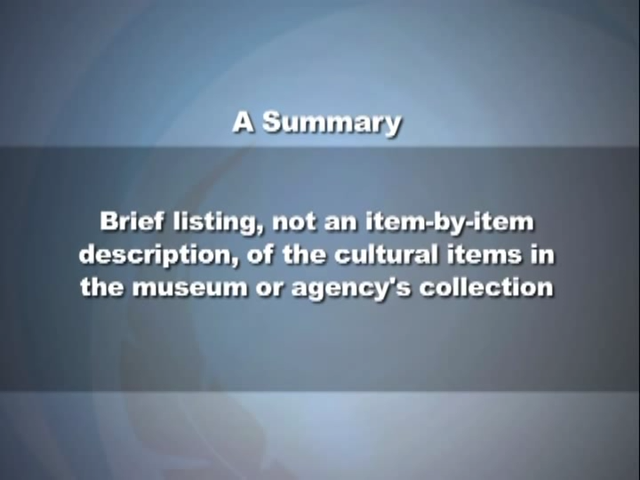 A Summary
Brief listing, not an item-by-item
description, of the cultural items in
the museum or agency's collection